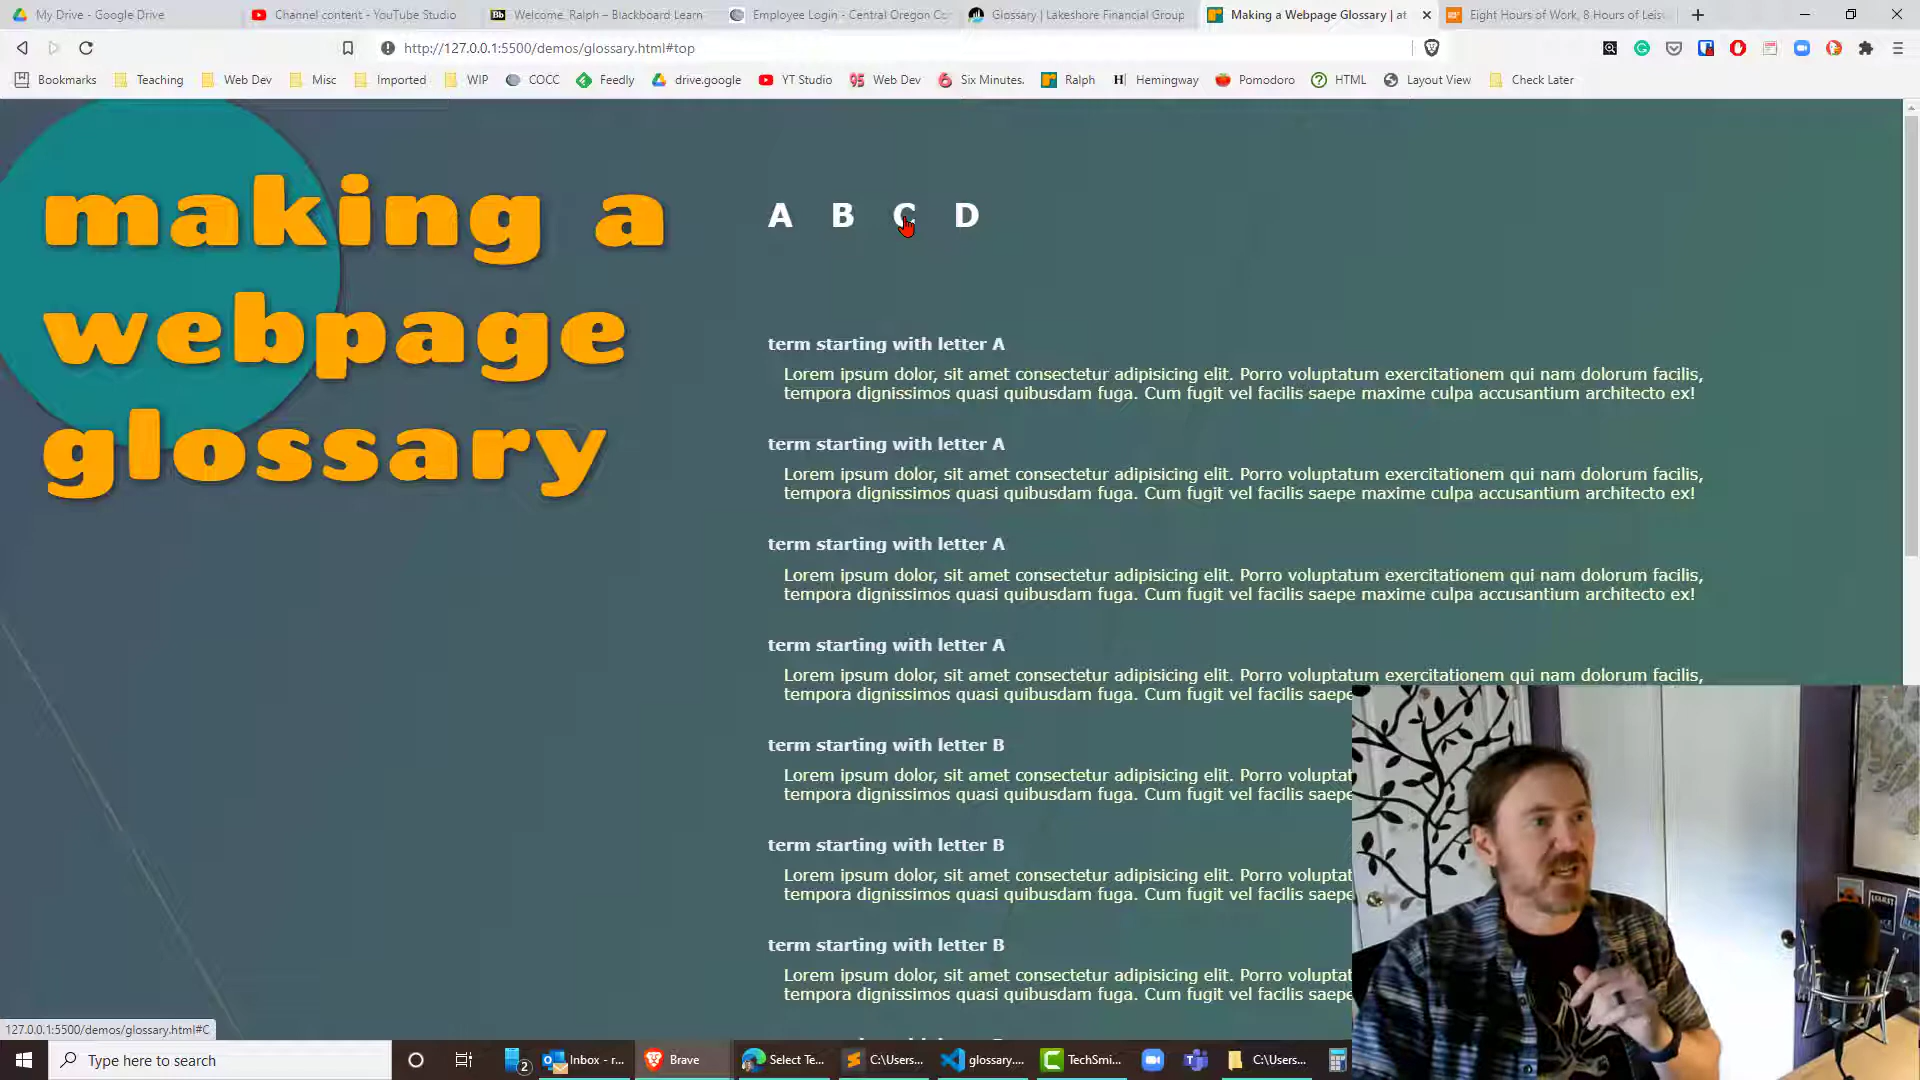 My Drive - Google Drive
Channel content - YouTube Studio
Bb Welcome, Ralph – Blackboard Learn
Employee Login - Central Oregon Co
Glossary | Lakeshore Financial Group
Making a Webpage Glossary | at
Eight Hours of Work, 8 Hours of Leis
http://127.0.0.1:5500/demos/glossary.html#top
Bookmarks
Teaching
Web Dev
Misc
Imported
WIP
COCC
Feedly
drive.google
YT Studio
95 Web Dev
Six Minutes.
Ralph
H Hemingway
Pomodoro
HTML
Layout View
Check Later
making a
webpage
glossary
A B C D
term starting with letter A
Lorem ipsum dolor, sit amet consectetur adipisicing elit. Porro voluptatum exercitationem qui nam dolorum facilis,
tempora dignissimos quasi quibusdam fuga. Cum fugit vel facilis saepe maxime culpa accusantium architecto ex!
term starting with letter A
Lorem ipsum dolor, sit amet consectetur adipisicing elit. Porro voluptatum exercitationem qui nam dolorum facilis,
tempora dignissimos quasi quibusdam fuga. Cum fugit vel facilis saepe maxime culpa accusantium architecto ex!
term starting with letter A
Lorem ipsum dolor, sit amet consectetur adipisicing elit. Porro voluptatum exercitationem qui nam dolorum facilis,
tempora dignissimos quasi quibusdam fuga. Cum fugit vel facilis saepe maxime culpa accusantium architecto ex!
term starting with letter A
Lorem ipsum dolor, sit amet consectetur adipisicing elit. Porro voluptatum exercitationem qui nam dolorum facilis,
tempora dignissimos quasi quibusdam fuga. Cum fugit vel facilis saepe
term starting with letter B
Lorem ipsum dolor, sit amet consectetur adipisicing elit. Porro voluptat
tempora dignissimos quasi quibusdam fuga. Cum fugit vel facilis saepe
term starting with letter B
Lorem ipsum dolor, sit amet consectetur adipisicing elit. Porro voluptat
tempora dignissimos quasi quibusdam fuga. Cum fugit vel facilis saepe
term starting with letter B
Lorem ipsum dolor, sit amet consectetur adipisicing elit. Porro voluptat
tempora dignissimos quasi quibusdam fuga. Cum fugit vel facilis saepe
127.0.0.1:5500/demos/glossary.html#C
Type here to search
2
Inbox - r...
Brave
Select Te...
C:\Users...
glossary....
TechSmi...
C:\Users...